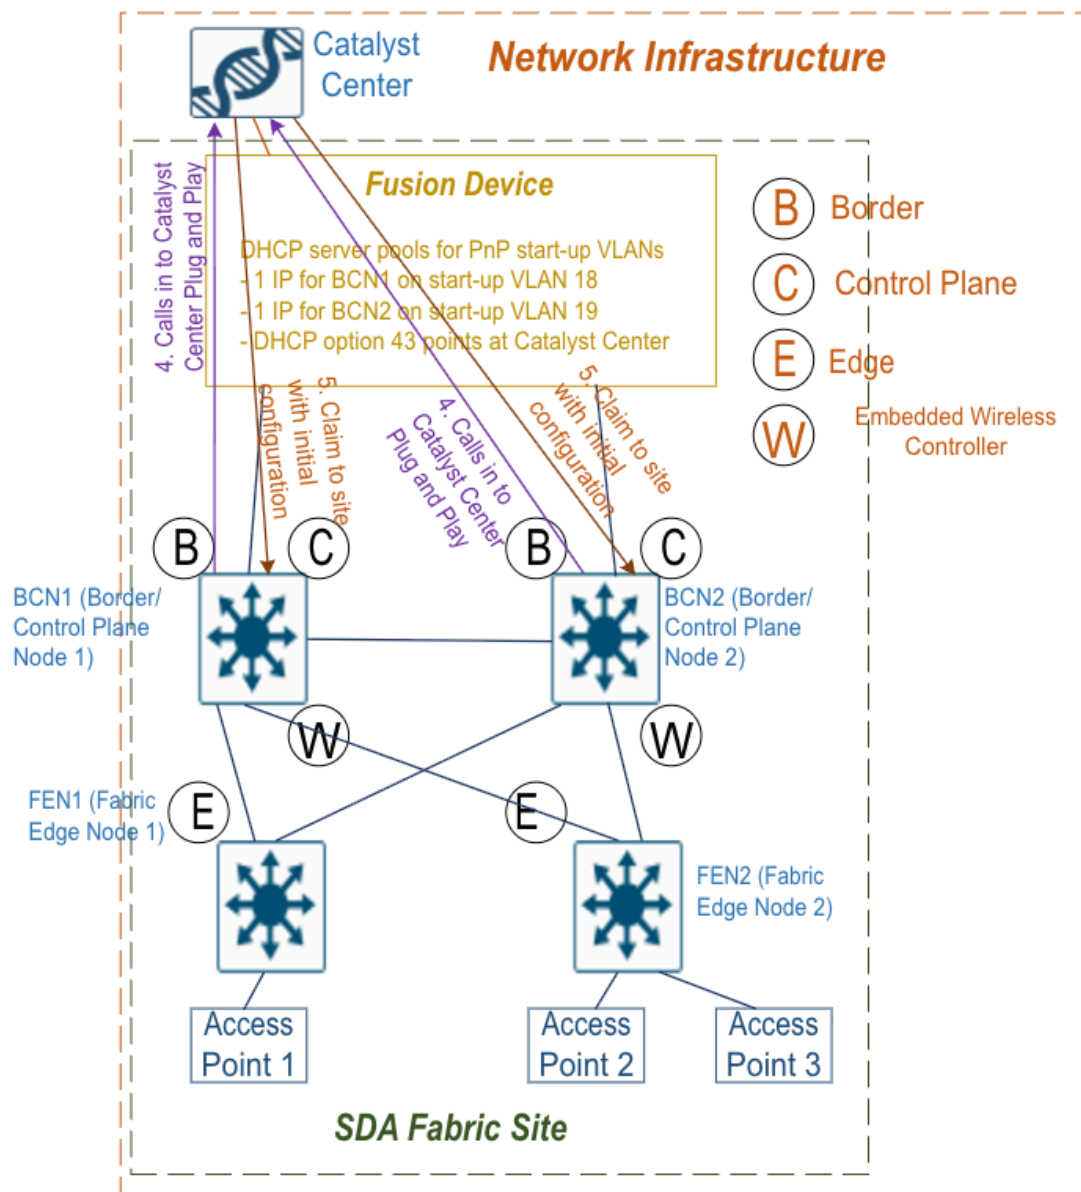 Catalyst
Center
Network Infrastructure
4. Calls in to Catalyst
Center Plug and Play
Fusion Device
DHCP server pools for PnP start-up VLANs
- 1 IP for BCN1 on start-up VLAN 18
- 1 IP for BCN2 on start-up VLAN 19
- DHCP option 43 points at Catalyst Center
B
Border
C
Control Plane
E
Edge
W
Embedded Wireless
Controller
5. Claim to site
with initial
configuration
4. Calls in to
Catalyst Center
Plug and Play
5. Claim to site
with initial
configuration
B
C
B
C
BCN1 (Border/
Control Plane
Node 1)
BCN2 (Border/
Control Plane
Node 2)
W
W
FEN1 (Fabric
Edge Node 1)
E
E
FEN2 (Fabric
Edge Node 2)
Access
Point 1
Access
Point 2
Access
Point 3
SDA Fabric Site